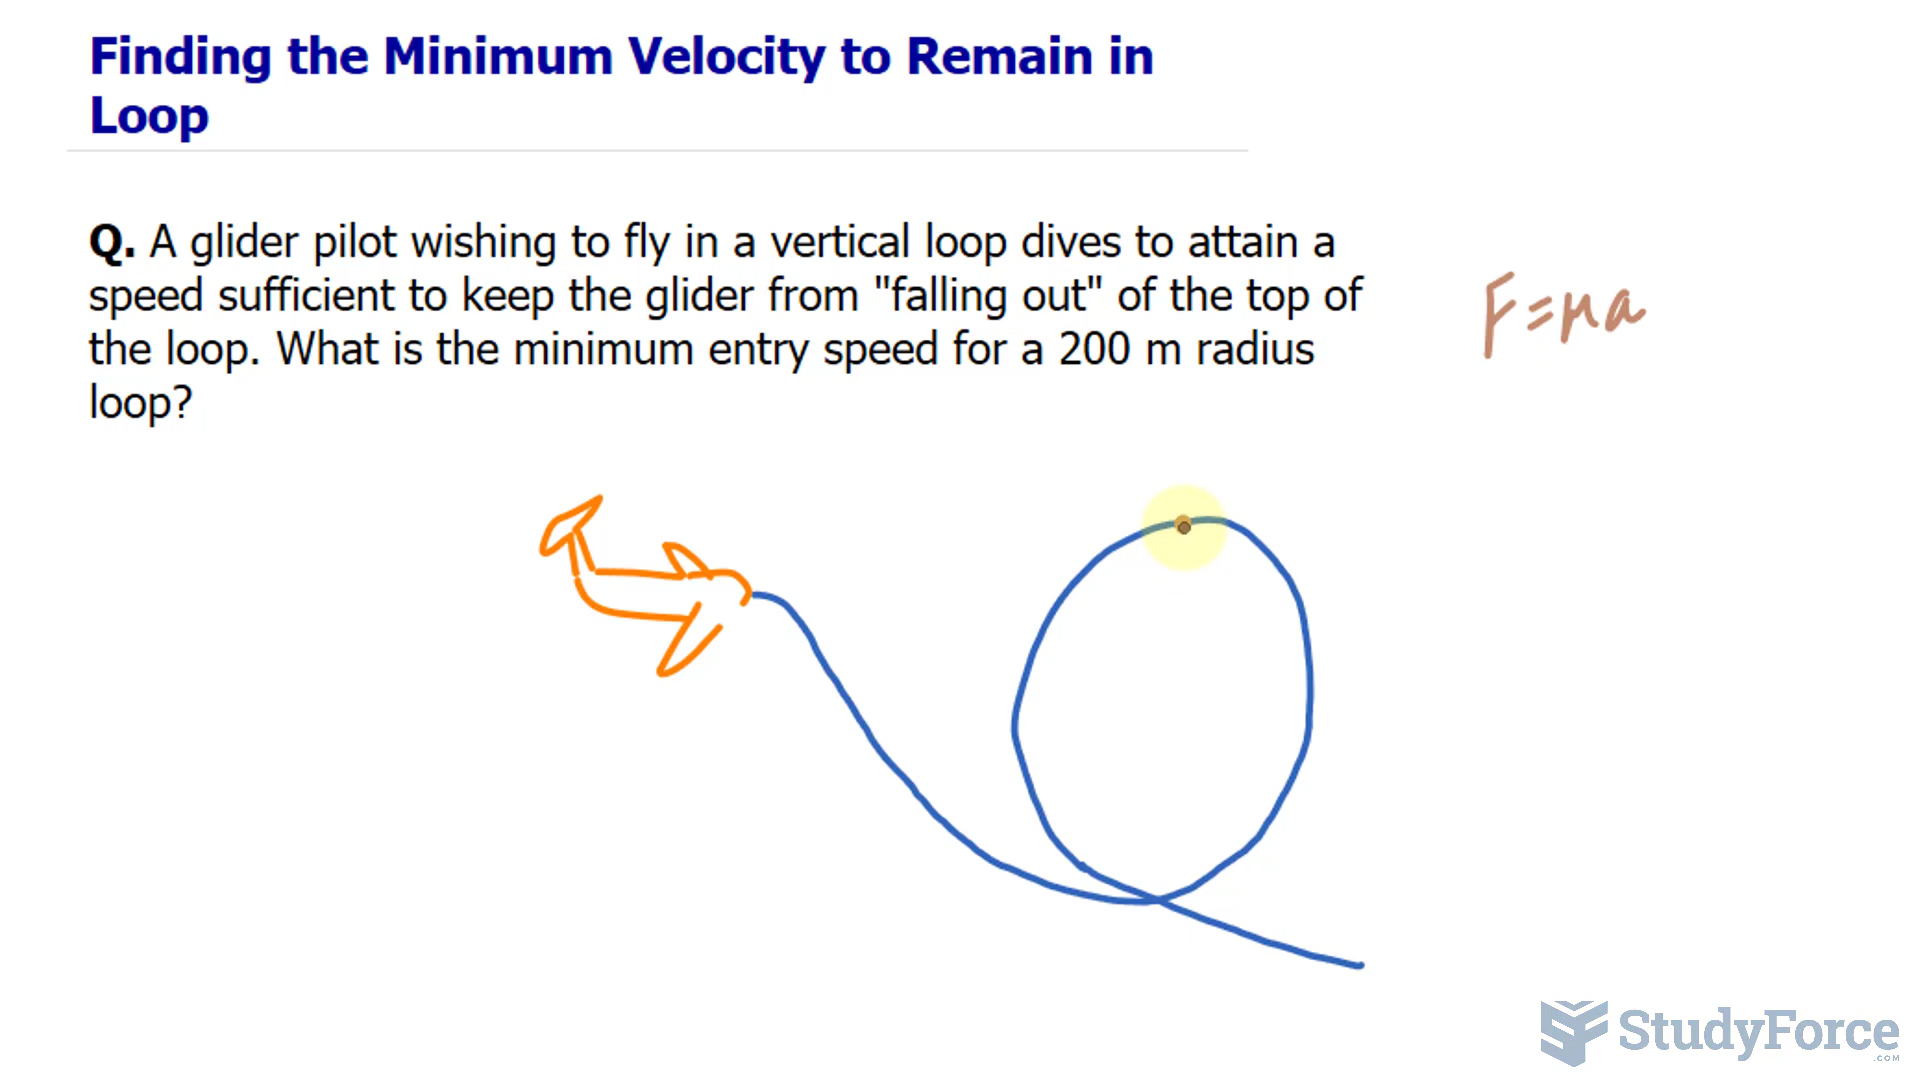 Finding the Minimum Velocity to Remain in
Loop
Q. A glider pilot wishing to fly in a vertical loop dives to attain a
speed sufficient to keep the glider from "falling out" of the top of
the loop. What is the minimum entry speed for a 200 m radius
loop?
F=ma
StudyForce
.COM